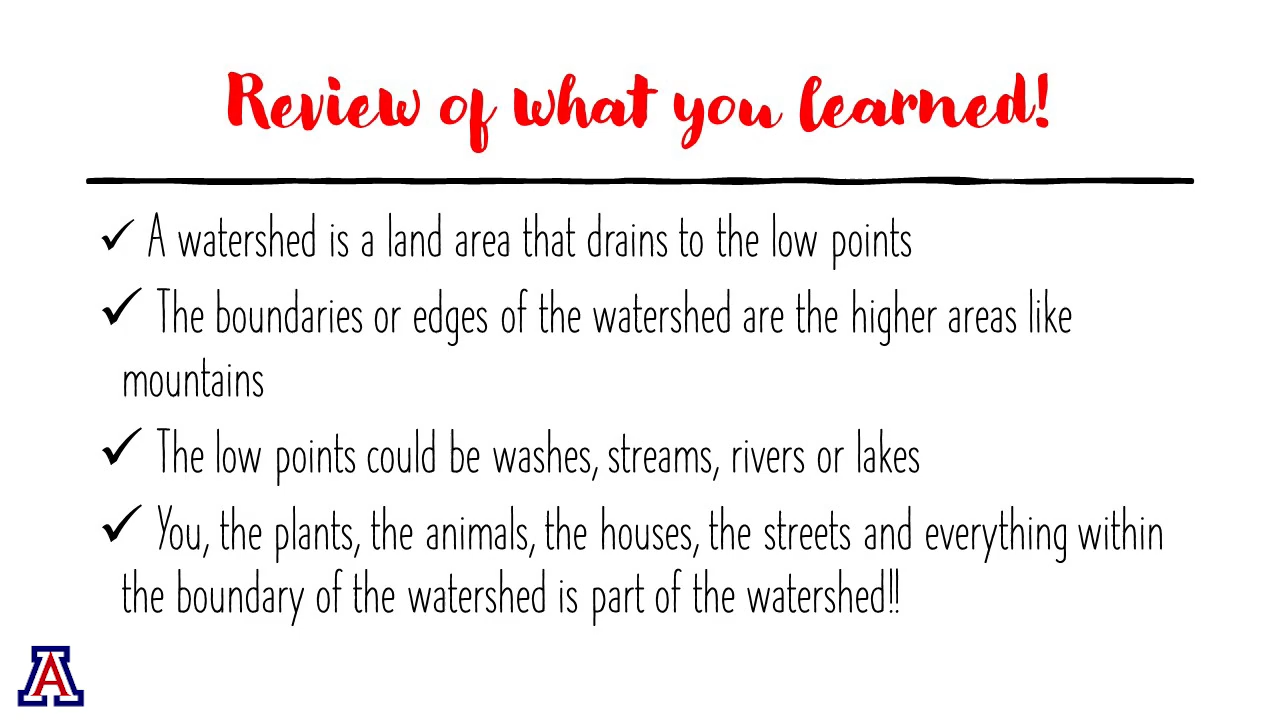 Review of what you learned!
✓ A watershed is a land area that drains to the low points
✓ The boundaries or edges of the watershed are the higher areas like
mountains
✓ The low points could be washes, streams, rivers or lakes
✓ You, the plants, the animals, the houses, the streets and everything within
the boundary of the watershed is part of the watershed!!
A